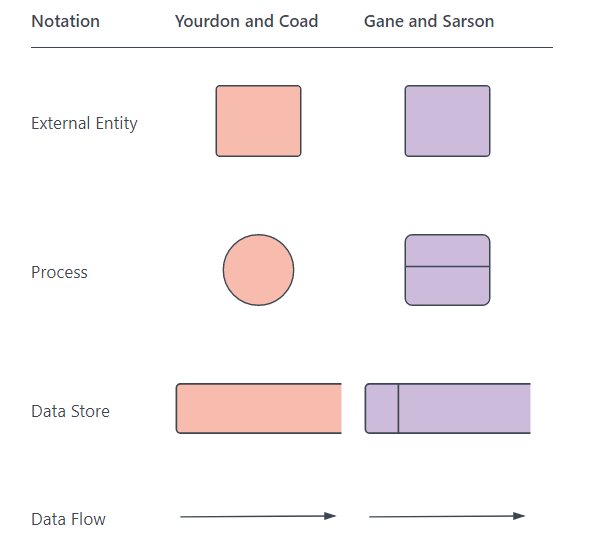 Notation Yourdon and Coad Gane and Sarson
External Entity
Process
Data Store
Data Flow